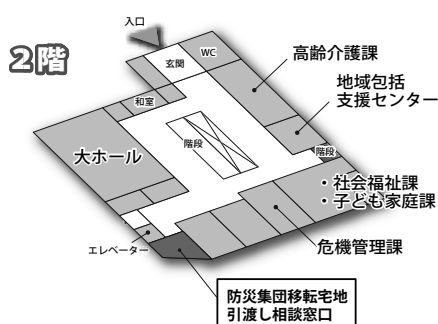 ２階
入口
玄関
WC
高齢介護課
地域包括
支援センター
和室
階段
階段
大ホール
・社会福祉課
・子ども家庭課
危機管理課
エレベーター
防災集団移転宅地
引渡し相談窓口